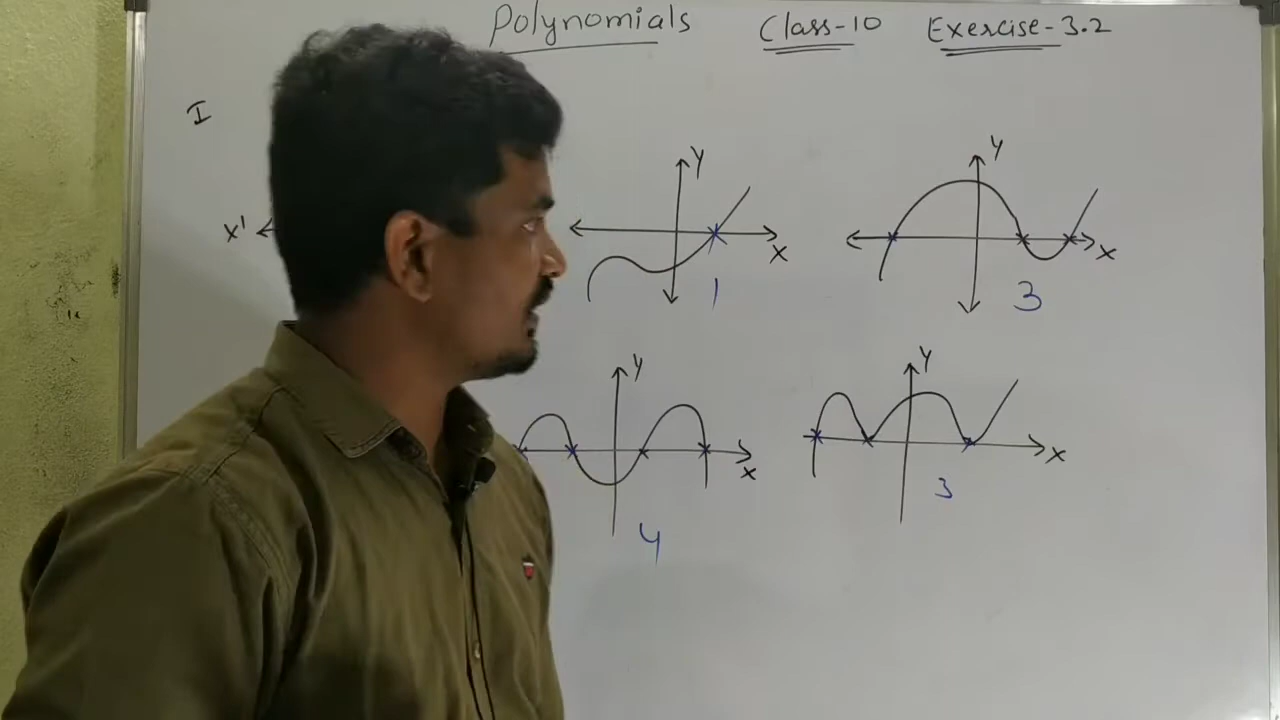 Polynomials Class-10 Exercise-3.2
I
Y Y
X' X X
1 3
Y Y
X X
4 3